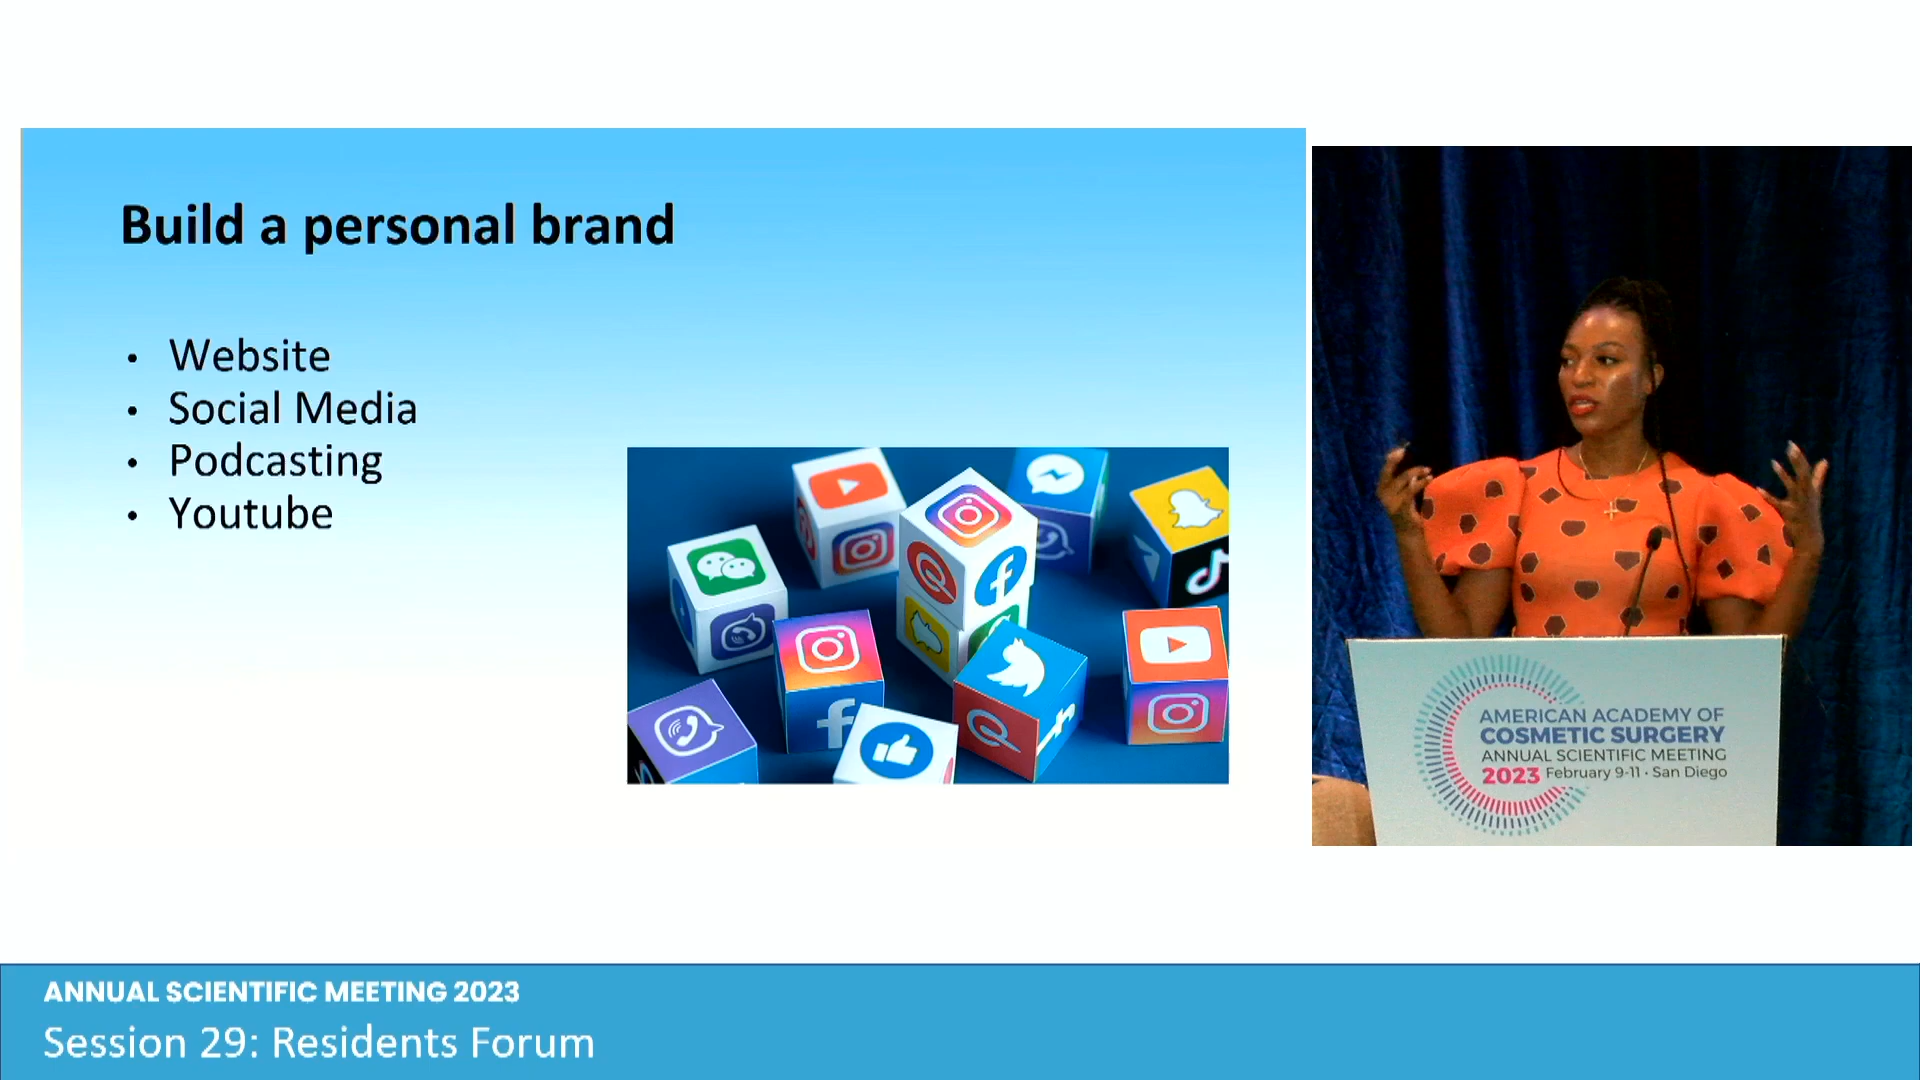 Build a personal brand
• Website
• Social Media
• Podcasting
• Youtube
AMERICAN ACADEMY OF
COSMETIC SURGERY
ANNUAL SCIENTIFIC MEETING
2023 February 9-11 • San Diego
ANNUAL SCIENTIFIC MEETING 2023
Session 29: Residents Forum